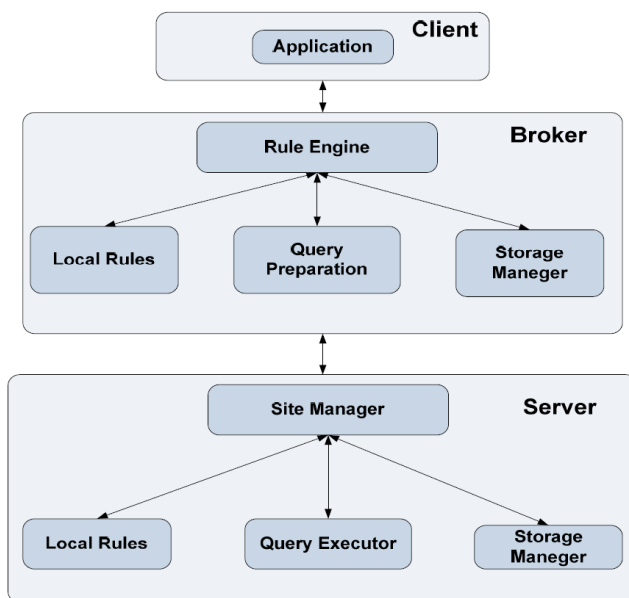 Client
Application
Broker
Rule Engine
Local Rules
Query
Preparation
Storage
Maneger
Server
Site Manager
Local Rules
Query Executor
Storage
Maneger